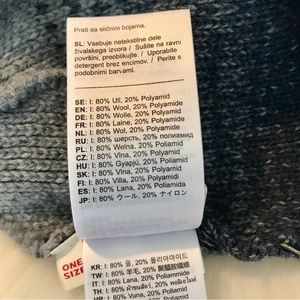 Prati sa sličnim bojama.
SL: Vsebuje netekstilne dele
živalskega izvora / Sušite na ravni
površini, preoblikujte. / Uporabite
detergent brez encimov. / Perite s
podobnimi barvami.
SE: I: 80% Ull, 20% Polyamid
EN: I: 80% Wool, 20% Polyamide
DE: I: 80% Wolle, 20% Polyamid
FR: I: 80% Laine, 20% Polyamide
NL: I: 80% Wol, 20% Polyamide
RU: I: 80% шерсть, 20% полиамид
PL: I: 80% Wełna, 20% Poliamid
CZ: I: 80% Vlna, 20% Polyamid
HU: I: 80% Gyapjú, 20% Poliamid
SK: I: 80% Vlna, 20% Polyamid
FI: I: 80% Villa, 20% Polyamidi
ES: I: 80% Lana, 20% Poliamida
JP: I: 80% ウール, 20% ナイロン
ONE
SIZE
KR: I: 80% 울, 20% 폴리아마이드
TW: I: 80% 羊毛, 20% 聚醯胺纖維
IT: I: 80% Lana, 20% Poliammide
TH: I: 80%
HR: I: 80% Vuna, 20%